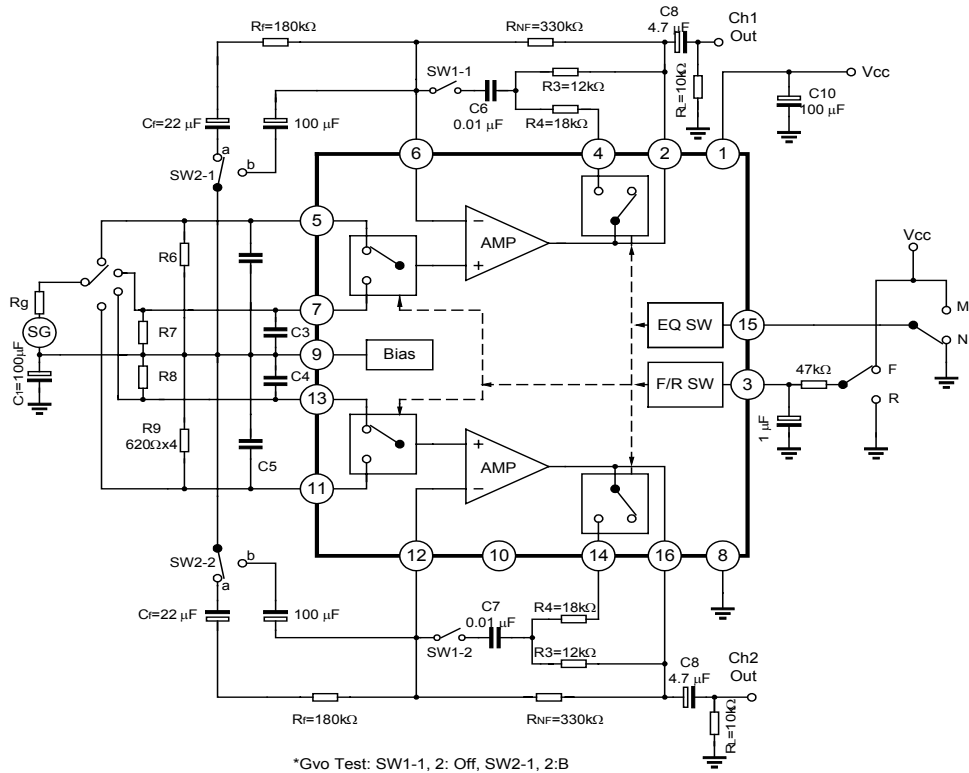 Rf=180kΩ
RNF=330kΩ
C8
4.7 μF
Ch1
Out
SW1-1
R3=12kΩ
C6
0.01 μF
R4=18kΩ
RL=10kΩ
Vcc
C10
100 μF
Cf=22 μF
100 μF
a
b
SW2-1
6
4
2
1
5
R6
AMP
−
+
Rg
SG
7
R7
C3
9
Bias
R8
C4
13
C1=100μF
R9
620Ωx4
C5
11
EQ SW
15
F/R SW
3
Vcc
M
N
47kΩ
F
R
1 μF
+
AMP
−
12
10
14
16
8
SW2-2
b
a
Cf=22 μF
100 μF
C7
0.01 μF
R4=18kΩ
SW1-2
R3=12kΩ
C8
4.7 μF
Ch2
Out
Rf=180kΩ
RNF=330kΩ
RL=10kΩ
*Gvo Test: SW1-1, 2: Off, SW2-1, 2:B